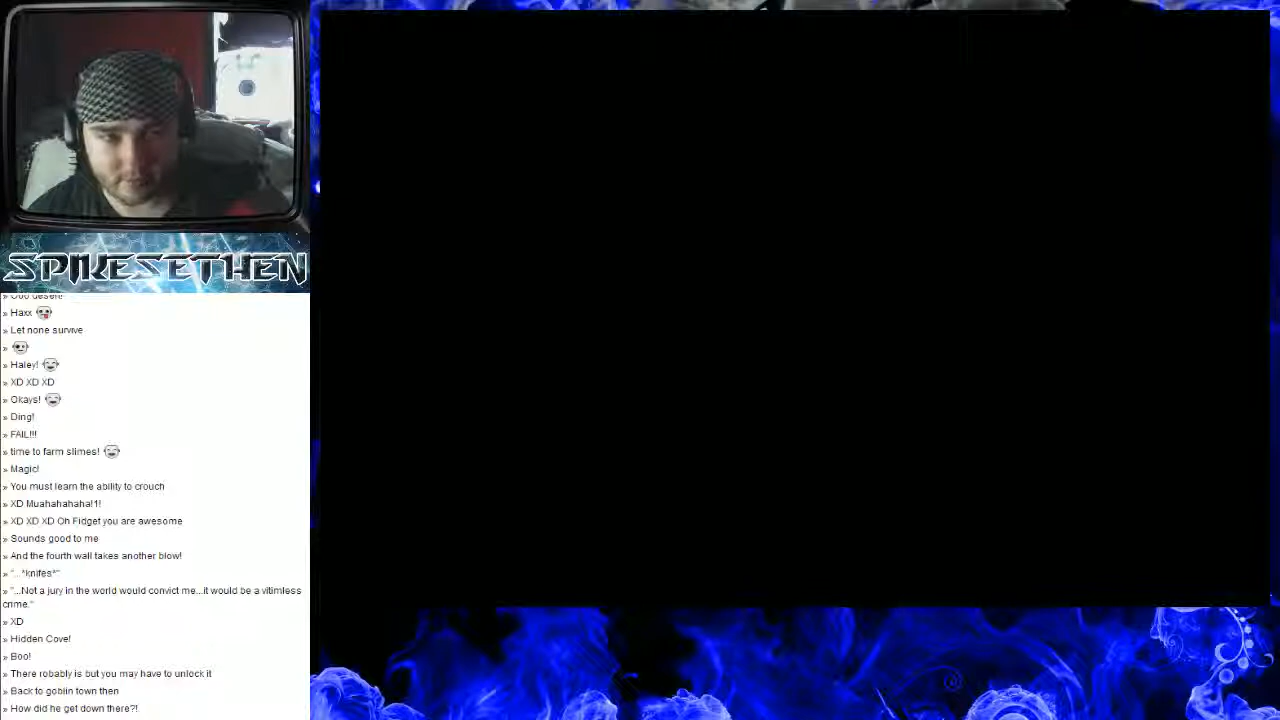 SPIKESETHEN
» Ooo desert!
» Haxx
» Let none survive
»
» Haley!
» XD XD XD
» Okays!
» Ding!
» FAIL!!!
» time to farm slimes!
» Magic!
» You must learn the ability to crouch
» XD Muahahahaha!1!
» XD XD XD Oh Fidget you are awesome
» Sounds good to me
» And the fourth wall takes another blow!
» "...*knifes*"
» "...Not a jury in the world would convict me...it would be a vitimless
crime."
» XD
» Hidden Cove!
» Boo!
» There robably is but you may have to unlock it
» Back to goblin town then
» How did he get down there?!